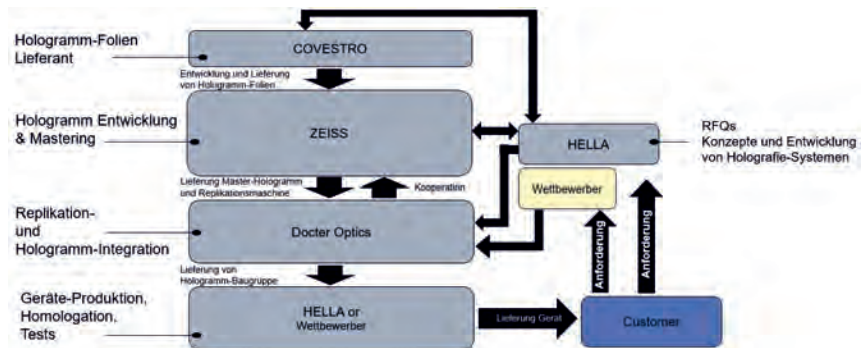 Hologramm-Folien
Lieferant
COVESTRO
Entwicklung und Lieferung
von Hologramm-Folien
Hologramm Entwicklung
& Mastering
ZEISS
HELLA
RFQs
Konzepte und Entwicklung
von Holografie-Systemen
Wettbewerber
Lieferung Master-Hologramm
und Replikationsmaschine
Kooperatirin
Replikation-
und
Hologramm-Integration
Docter Optics
Anforderung
Anforderung
Lieferung von
Hologramm-Baugruppe
Geräte-Produktion,
Homologation,
Tests
HELLA or
Wettbewerber
Lieferung Gerät
Customer